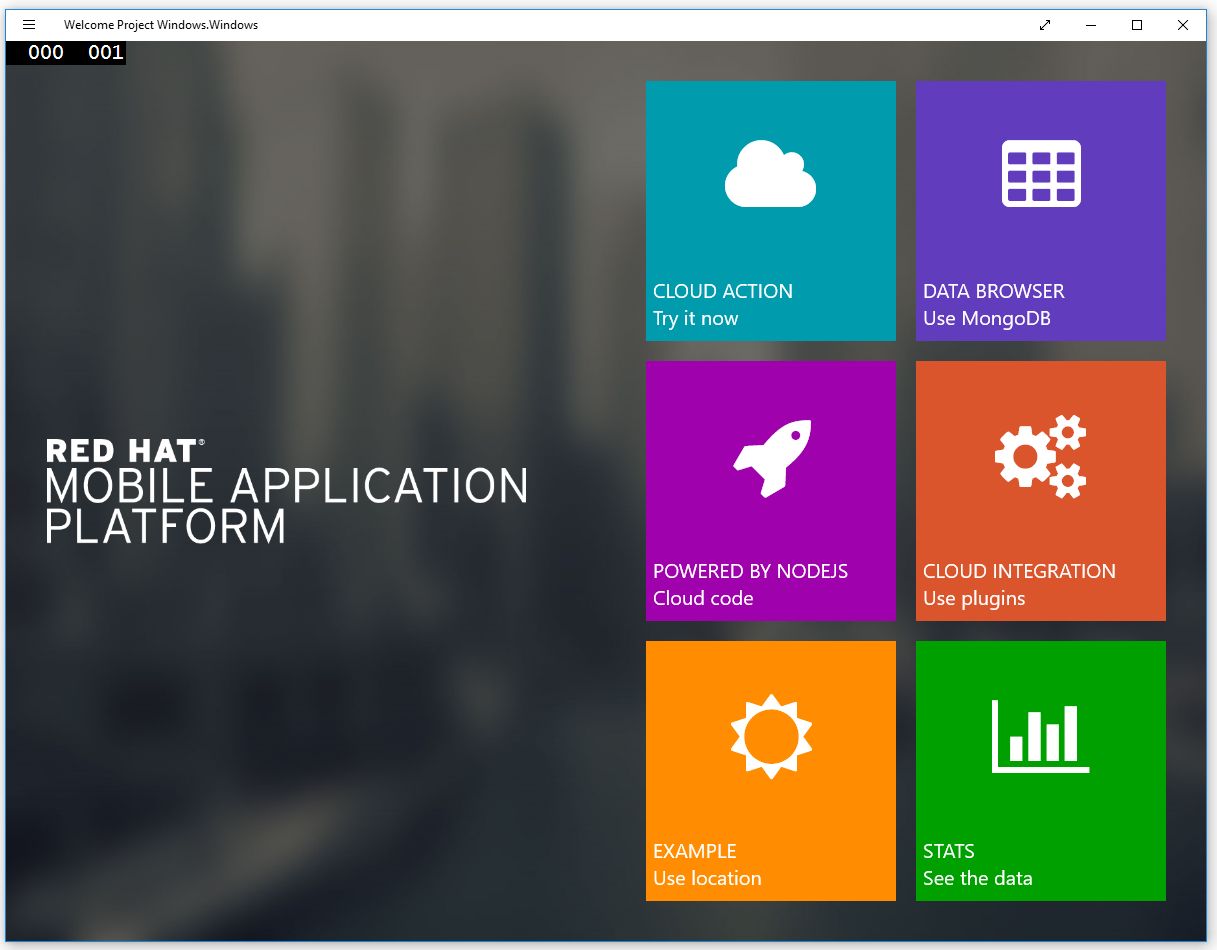 Welcome Project Windows.Windows
000 001
RED HAT®
MOBILE APPLICATION
PLATFORM
CLOUD ACTION
Try it now
DATA BROWSER
Use MongoDB
POWERED BY NODEJS
Cloud code
CLOUD INTEGRATION
Use plugins
EXAMPLE
Use location
STATS
See the data